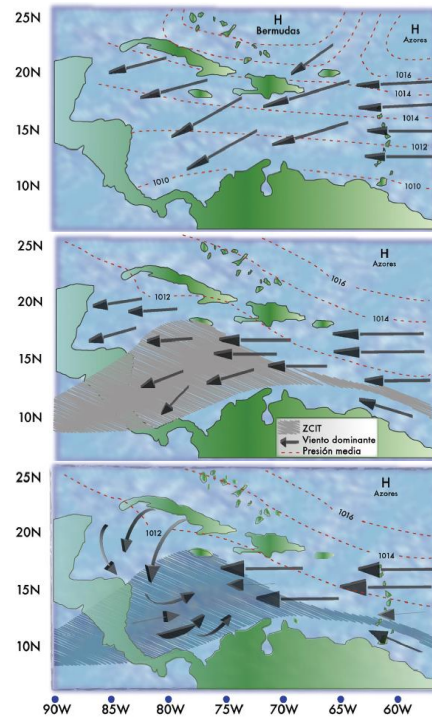 25N
H
Bermudas
H
Azores
20N
1016
1014
1014
15N
1012
10N
1010
1010
25N
H
Azores
1016
20N
1012
1014
15N
10N
ZCIT
Viento dominante
Presión media
25N
H
Azores
1016
20N
1012
1014
15N
10N
90W
85W
80W
75W
70W
65W
60W